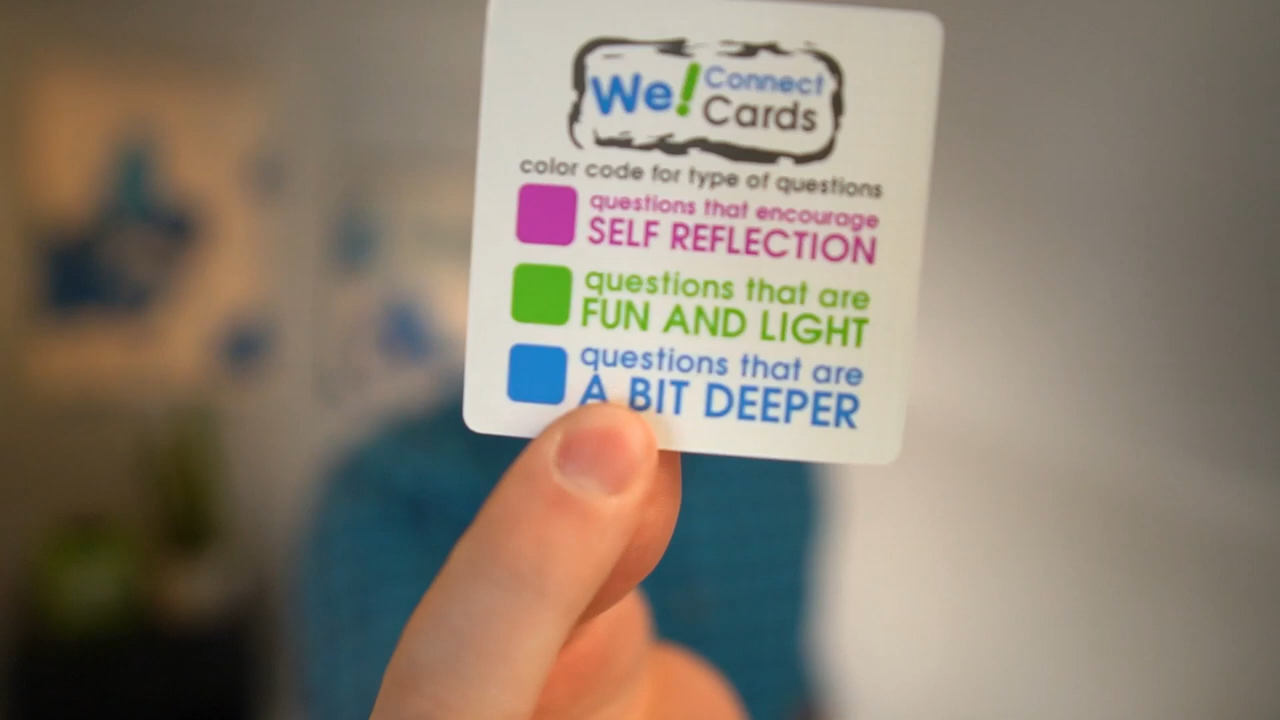 We! Connect
Cards
color code for type of questions
questions that encourage
SELF REFLECTION
questions that are
FUN AND LIGHT
questions that are
A BIT DEEPER